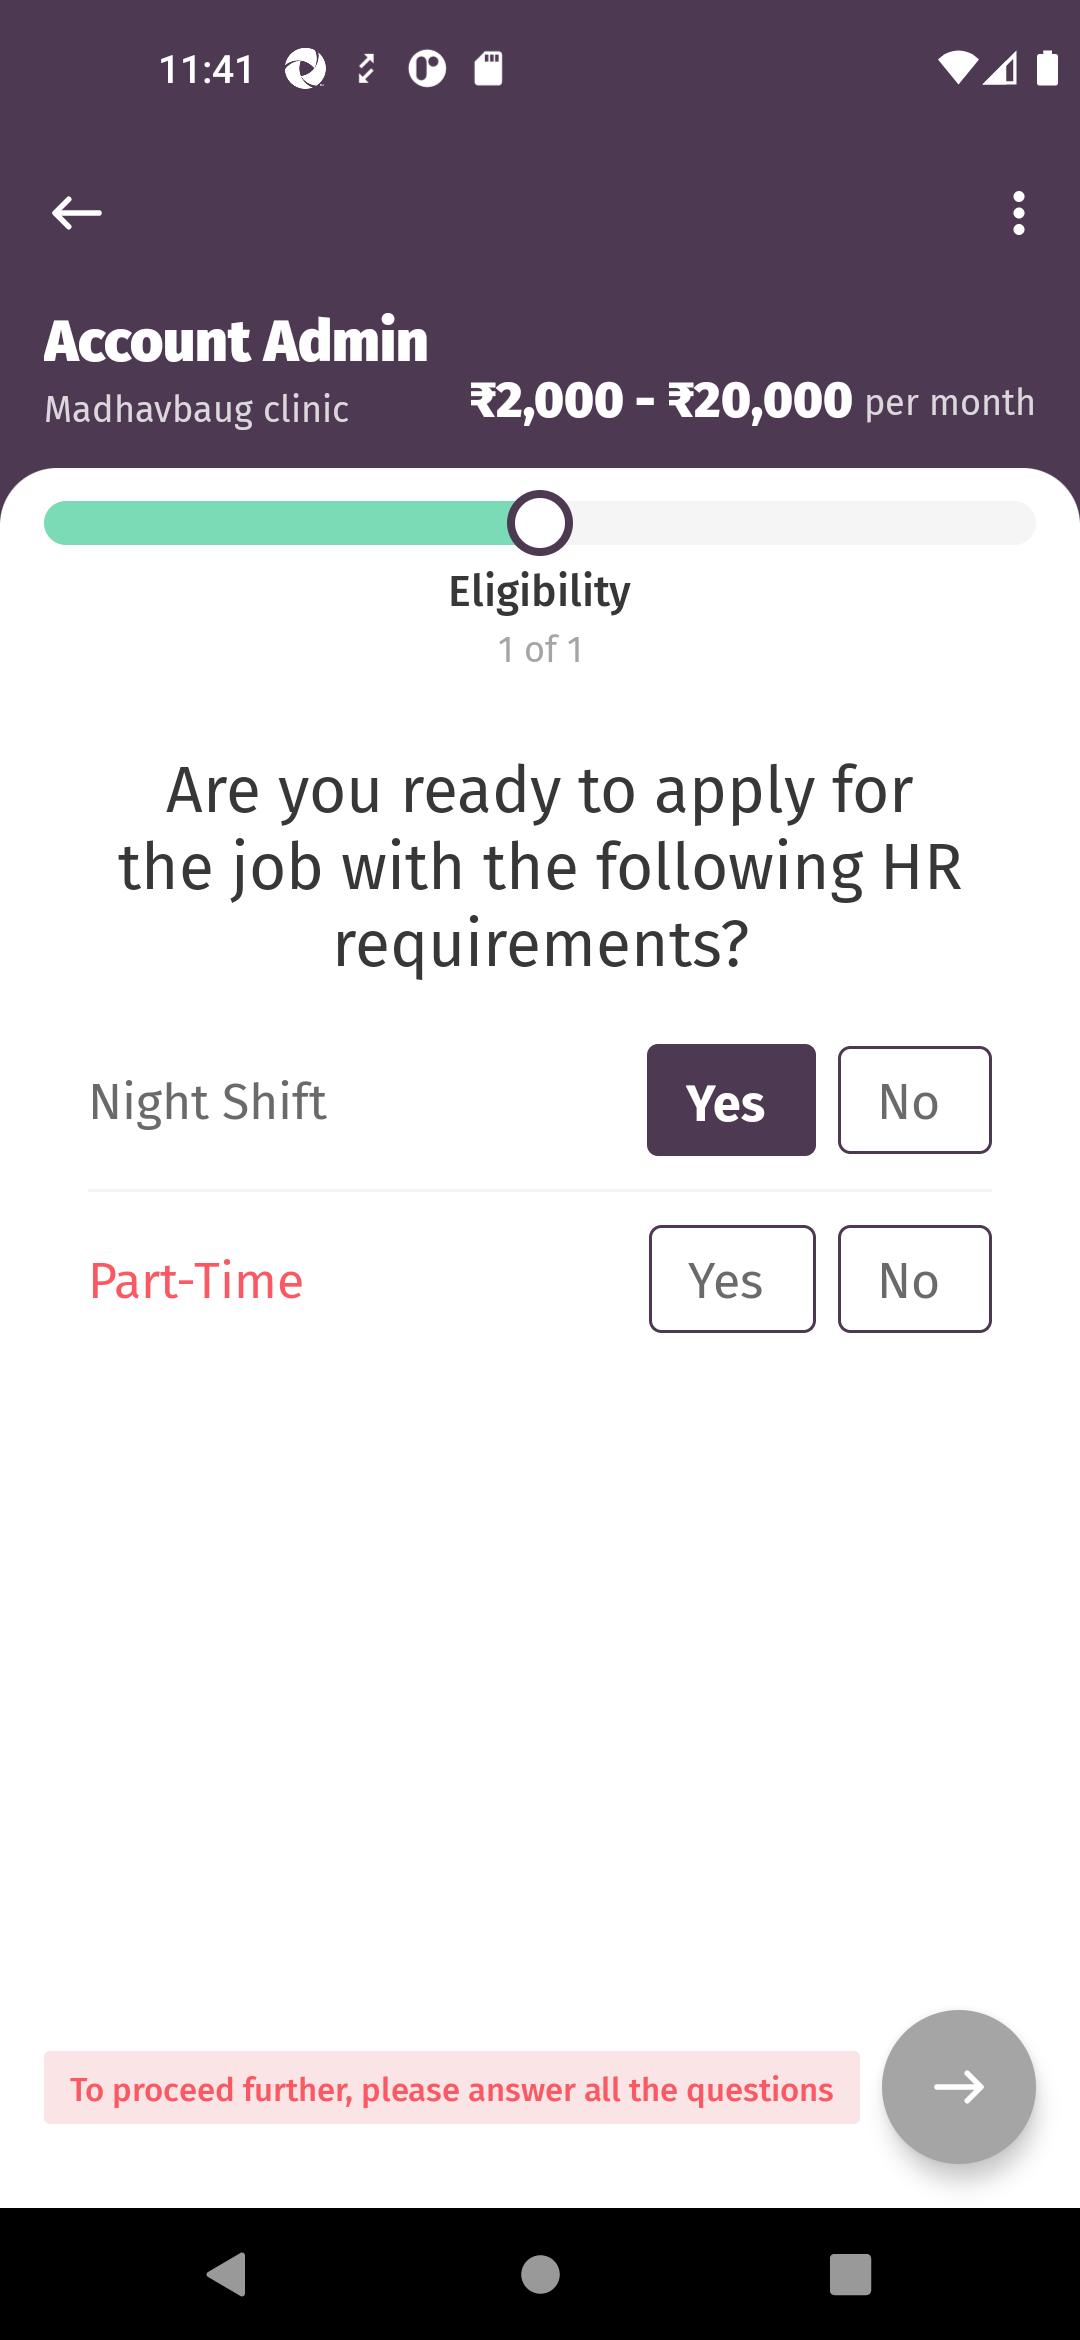 11:41
Account Admin
Madhavbaug clinic
₹2,000 - ₹20,000 per month
Eligibility
1 of 1
Are you ready to apply for
the job with the following HR
requirements?
Night Shift Yes No
Part-Time Yes No
To proceed further, please answer all the questions